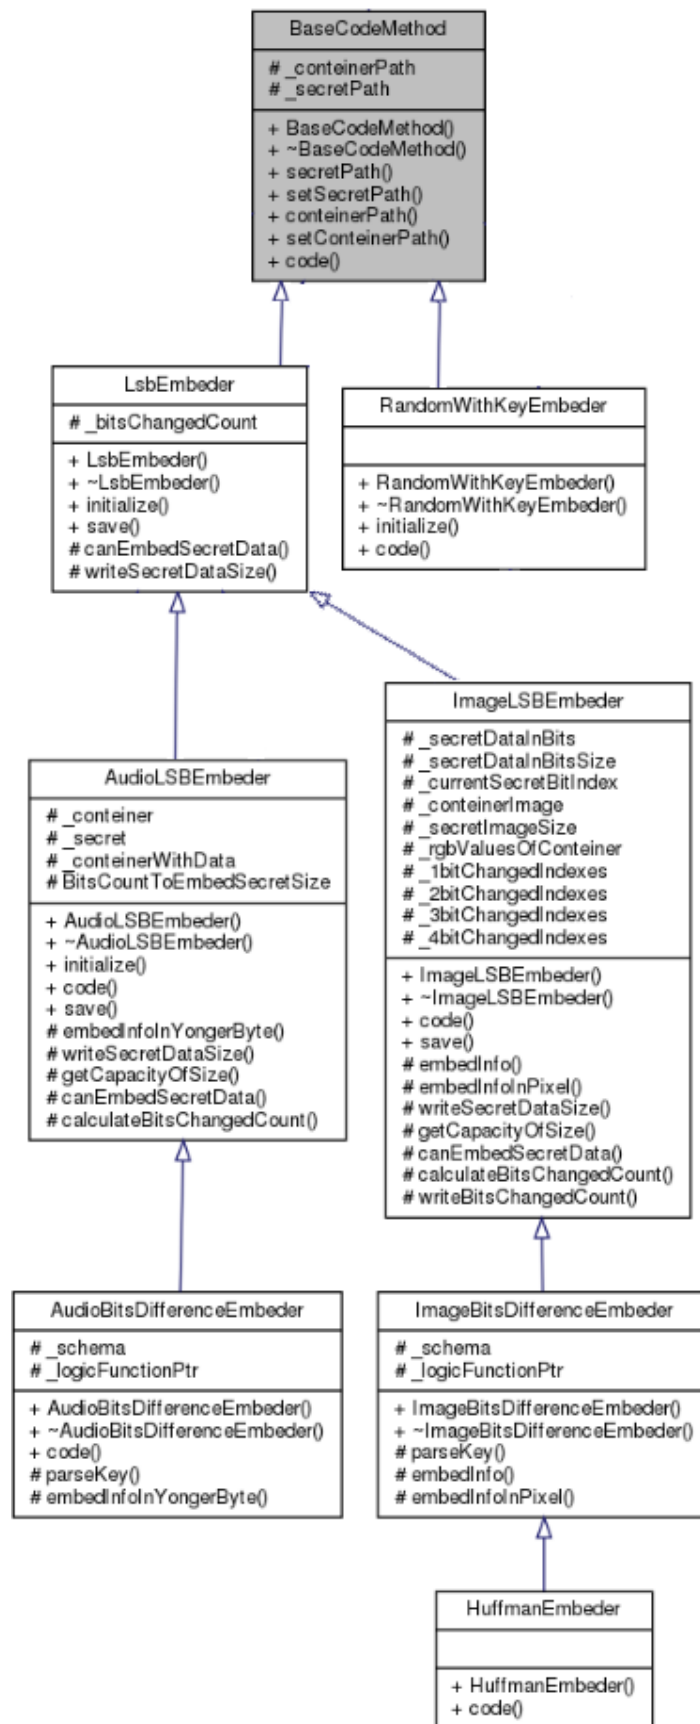 BaseCodeMethod
# _conteinerPath
# _secretPath
+ BaseCodeMethod()
+ ~BaseCodeMethod()
+ secretPath()
+ setSecretPath()
+ conteinerPath()
+ setConteinerPath()
+ code()
LsbEmbeder
# _bitsChangedCount
+ LsbEmbeder()
+ ~LsbEmbeder()
+ initialize()
+ save()
# canEmbedSecretData()
# writeSecretDataSize()
RandomWithKeyEmbeder
+ RandomWithKeyEmbeder()
+ ~RandomWithKeyEmbeder()
+ initialize()
+ code()
AudioLSBEmbeder
# _conteiner
# _secret
# _conteinerWithData
# BitsCountToEmbedSecretSize
+ AudioLSBEmbeder()
+ ~AudioLSBEmbeder()
+ initialize()
+ code()
+ save()
# embedInfoInYongerByte()
# writeSecretDataSize()
# getCapacityOfSize()
# canEmbedSecretData()
# calculateBitsChangedCount()
ImageLSBEmbeder
# _secretDataInBits
# _secretDataInBitsSize
# _currentSecretBitIndex
# _conteinerImage
# _secretImageSize
# _rgbValuesOfConteiner
# _1bitChangedIndexes
# _2bitChangedIndexes
# _3bitChangedIndexes
# _4bitChangedIndexes
+ ImageLSBEmbeder()
+ ~ImageLSBEmbeder()
+ code()
+ save()
# embedInfo()
# embedInfoInPixel()
# writeSecretDataSize()
# getCapacityOfSize()
# canEmbedSecretData()
# calculateBitsChangedCount()
# writeBitsChangedCount()
AudioBitsDifferenceEmbeder
# _schema
# _logicFunctionPtr
+ AudioBitsDifferenceEmbeder()
+ ~AudioBitsDifferenceEmbeder()
+ code()
# parseKey()
# embedInfoInYongerByte()
ImageBitsDifferenceEmbeder
# _schema
# _logicFunctionPtr
+ ImageBitsDifferenceEmbeder()
+ ~ImageBitsDifferenceEmbeder()
# parseKey()
# embedInfo()
# embedInfoInPixel()
HuffmanEmbeder
+ HuffmanEmbeder()
+ code()